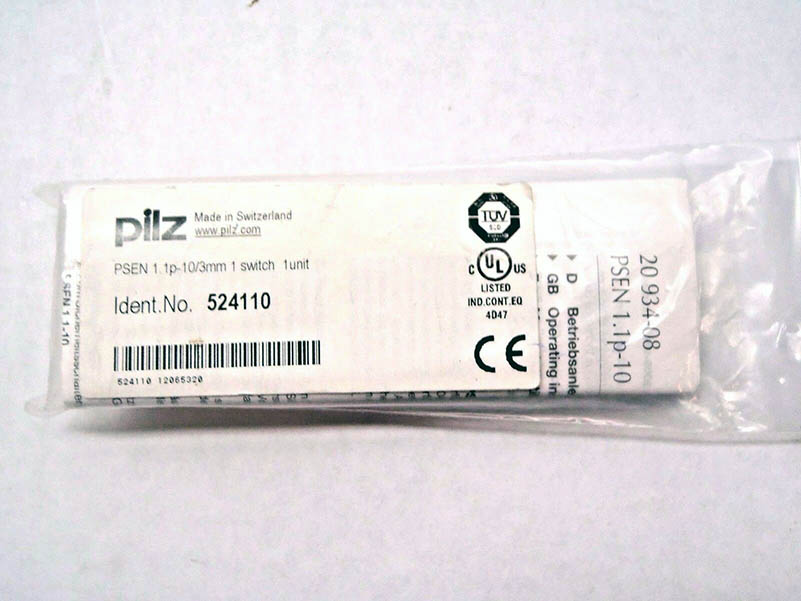 pilz
Made in Switzerland
www.pilz.com
PSEN 1.1p-10/3mm 1 switch 1unit
Ident.No. 524110
524110 12065320
TÜV
C UL US
LISTED
IND.CONT.EQ
4D47
CE
20 934-08
PSEN 1.1p-10
D Betriebsanle
GB Operating in